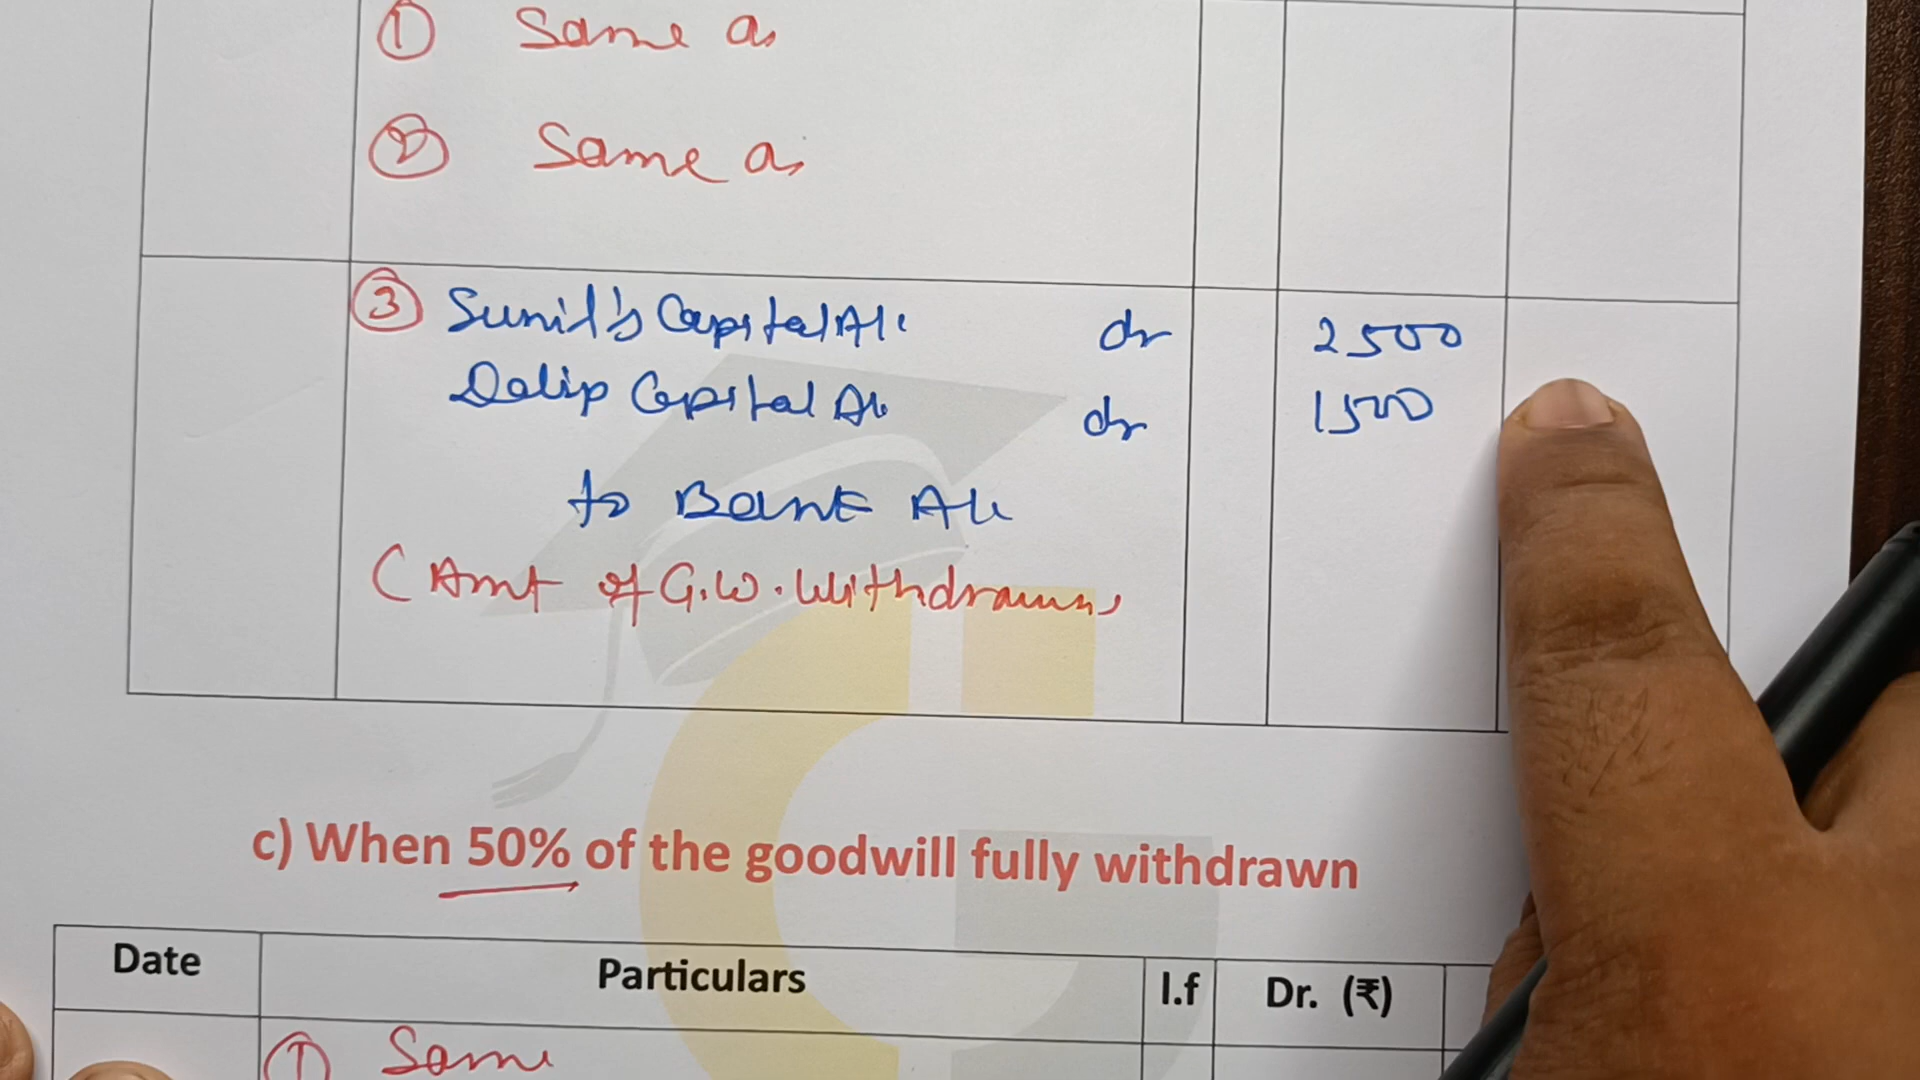 ① Same as
② Same as
③ Sunil's Capital A/c dr 2500
Dalip Capital A/c dr 1500
to Bank A/c
(Amt of G.W. Withdrawn)
c) When 50% of the goodwill fully withdrawn
Date Particulars l.f Dr. (₹)
① Same